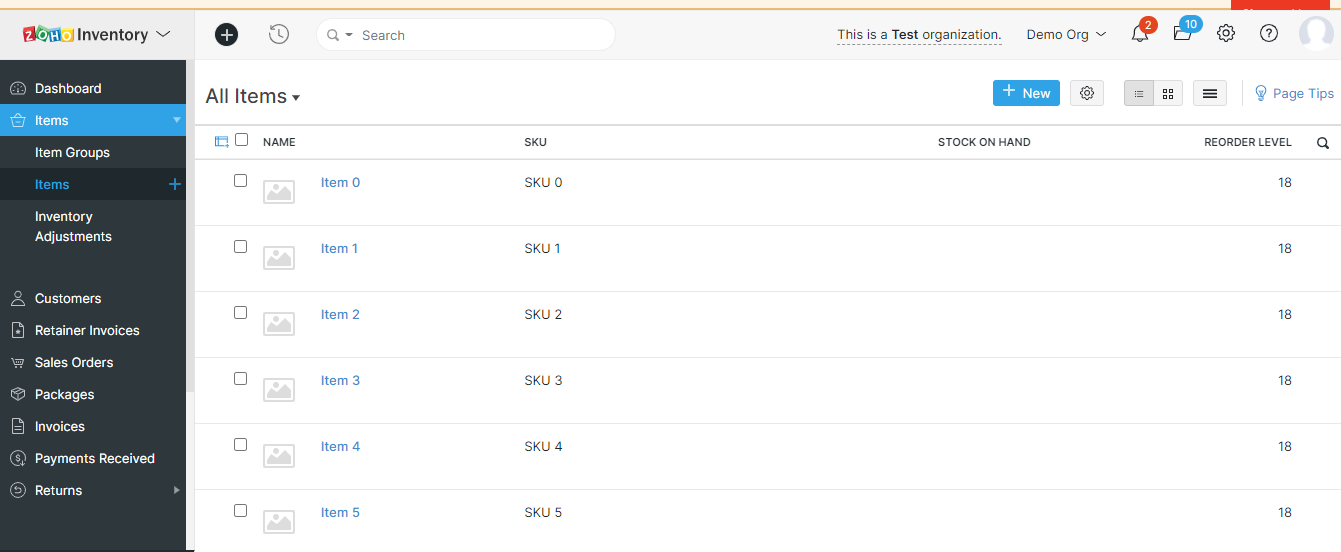 ZOHO Inventory
Search
This is a Test organization.
Demo Org
2
10
Dashboard
Items
Item Groups
Items
Inventory
Adjustments
Customers
Retainer Invoices
Sales Orders
Packages
Invoices
Payments Received
Returns
All Items
New
Page Tips
NAME SKU STOCK ON HAND REORDER LEVEL
Item 0 SKU 0 18
Item 1 SKU 1 18
Item 2 SKU 2 18
Item 3 SKU 3 18
Item 4 SKU 4 18
Item 5 SKU 5 18